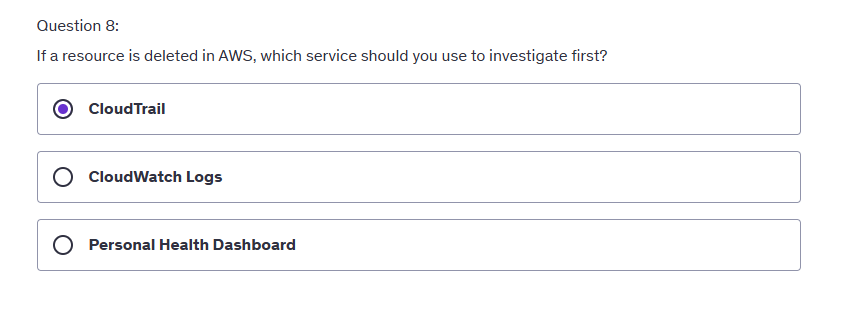 Question 8:
If a resource is deleted in AWS, which service should you use to investigate first?
CloudTrail
CloudWatch Logs
Personal Health Dashboard